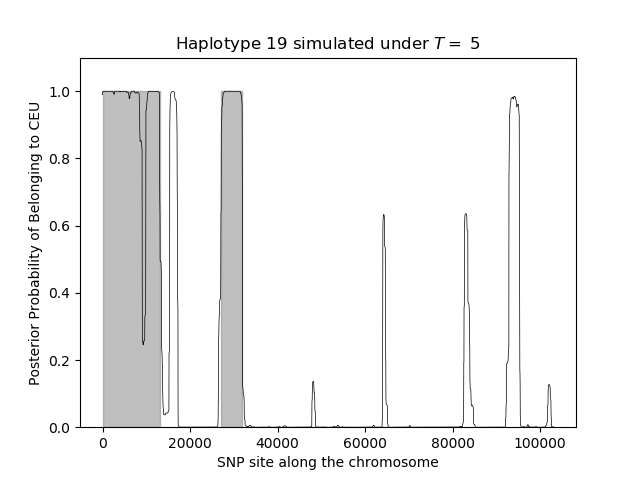 Haplotype 19 simulated under T = 5
Posterior Probability of Belonging to CEU
1.0
0.8
0.6
0.4
0.2
0.0
0 20000 40000 60000 80000 100000
SNP site along the chromosome